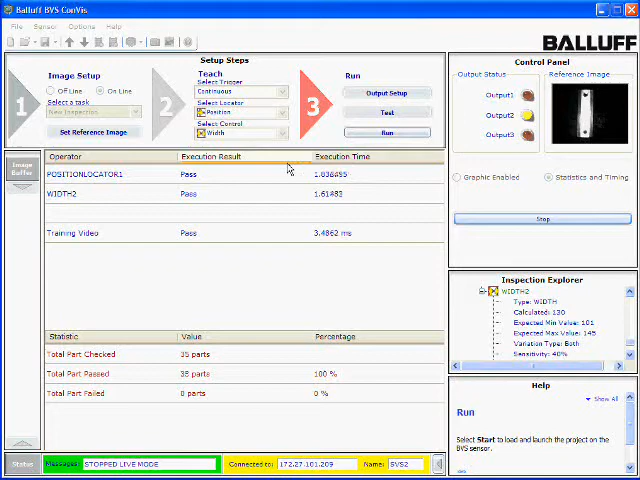 Balluff BVS ConVis
File Sensor Options Help
BALLUFF
Setup Steps
1
Image Setup
Off Line On Line
Select a task
New Inspection
Set Reference Image
2
Teach
Select Trigger
Continuous
Select Locator
Position
Select Control
Width
3
Run
Output Setup
Test
Run
Control Panel
Output Status
Output1
Output2
Output3
Reference Image
Graphic Enabled Statistics and Timing
Stop
Image
Buffer
Operator Execution Result Execution Time
POSITIONLOCATOR1 Pass
WIDTH2 Pass
Training Video Pass 3.4862 ms
Statistic Value Percentage
Total Part Checked 35 parts
Total Part Passed 38 parts 100 %
Total Part Failed 0 parts 0 %
Inspection Explorer
WIDTH2
Type: WIDTH
Calculated: 130
Expected Min Value: 101
Expected Max Value: 145
Variation Type: Both
Sensitivity: 40%
Help
Show All
Run
Select Start to load and launch the project on the
BVS sensor.
Status
Messages: STOPPED LIVE MODE
Connected to: 172.27.101.209
Name: BVS2